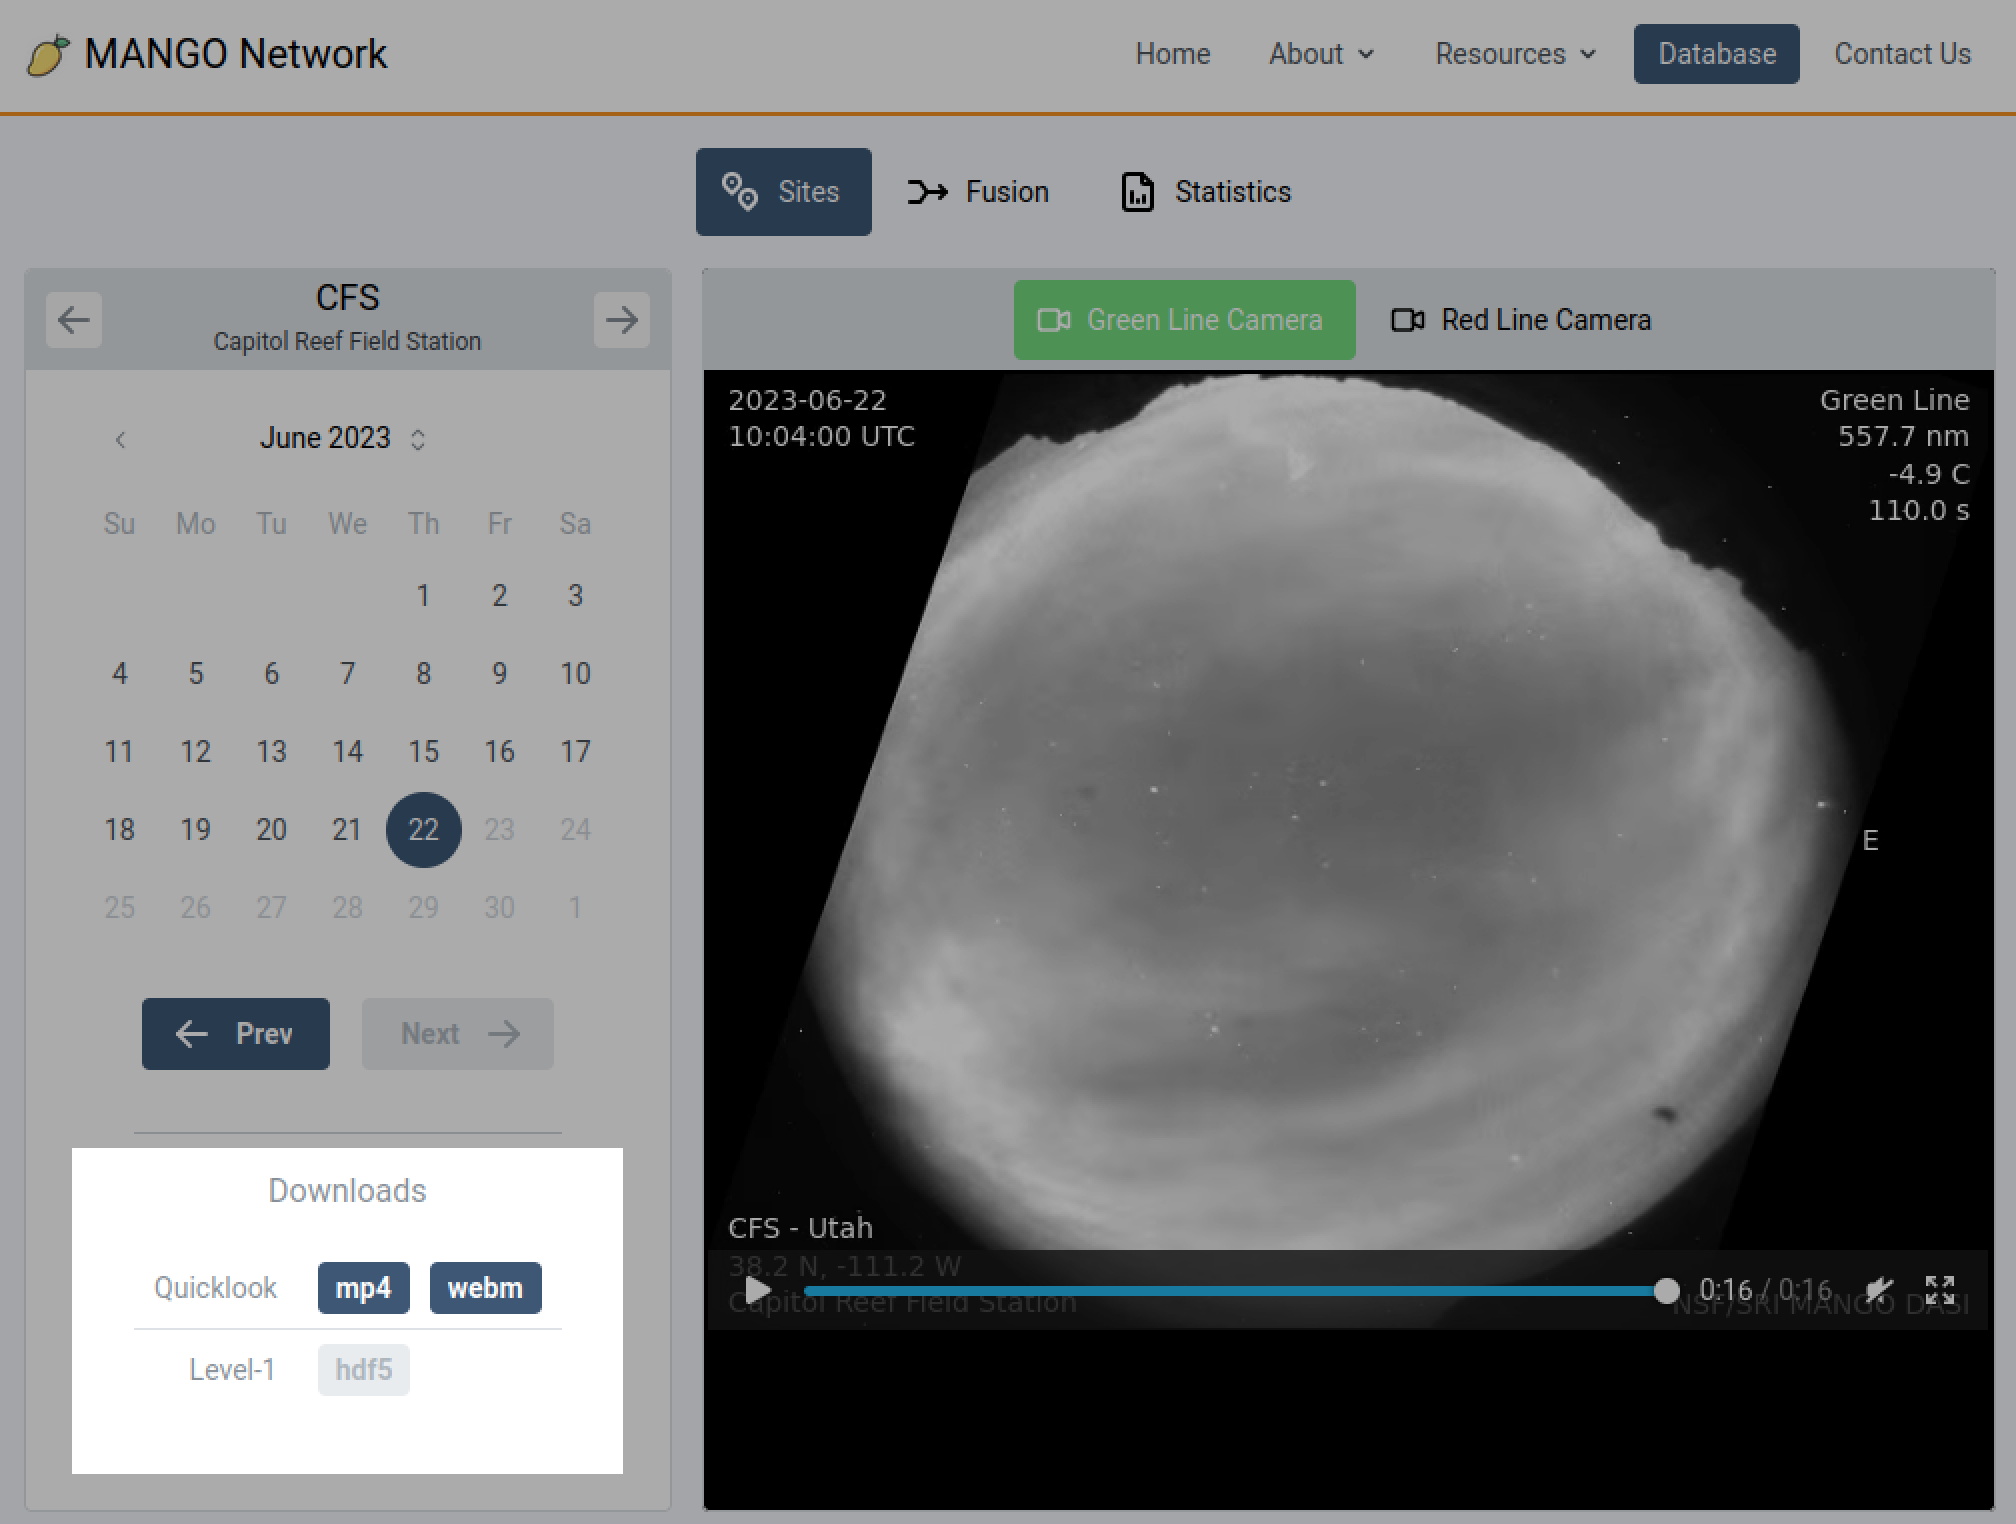 MANGO Network
Home About Resources Database Contact Us
Sites Fusion Statistics
CFS
Capitol Reef Field Station
June 2023
Su Mo Tu We Th Fr Sa
1 2 3
4 5 6 7 8 9 10
11 12 13 14 15 16 17
18 19 20 21 22 23 24
25 26 27 28 29 30 1
Prev Next
Downloads
Quicklook mp4 webm
Level-1 hdf5
Green Line Camera Red Line Camera
2023-06-22
10:04:00 UTC
Green Line
557.7 nm
-4.9 C
110.0 s
E
CFS - Utah
38.2 N, -111.2 W
Capitol Reef Field Station
0:16 / 0:16
NSF/SRI MANGO DASI